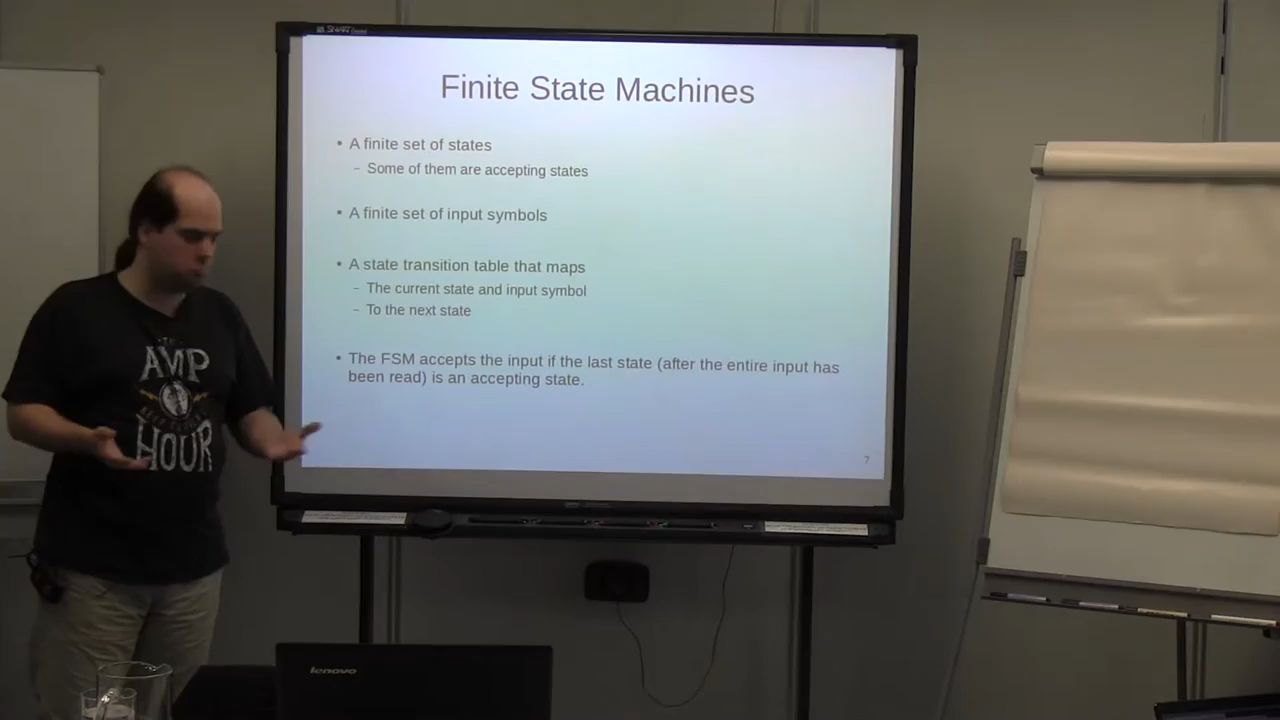 SMART
Finite State Machines
• A finite set of states
– Some of them are accepting states
• A finite set of input symbols
• A state transition table that maps
– The current state and input symbol
– To the next state
• The FSM accepts the input if the last state (after the entire input has
been read) is an accepting state.
7
AMP
HOUR
lenovo